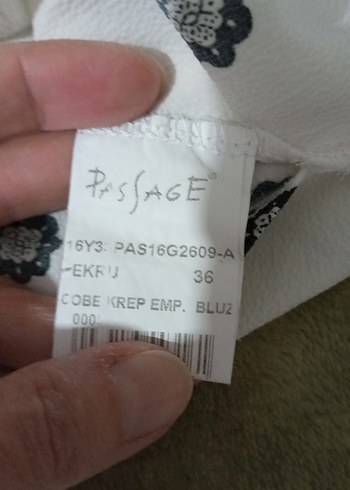 PASSAGE®
16Y3: PAS16G2609-A
-EKRU 36
COBE KREP EMP. BLUZ
000